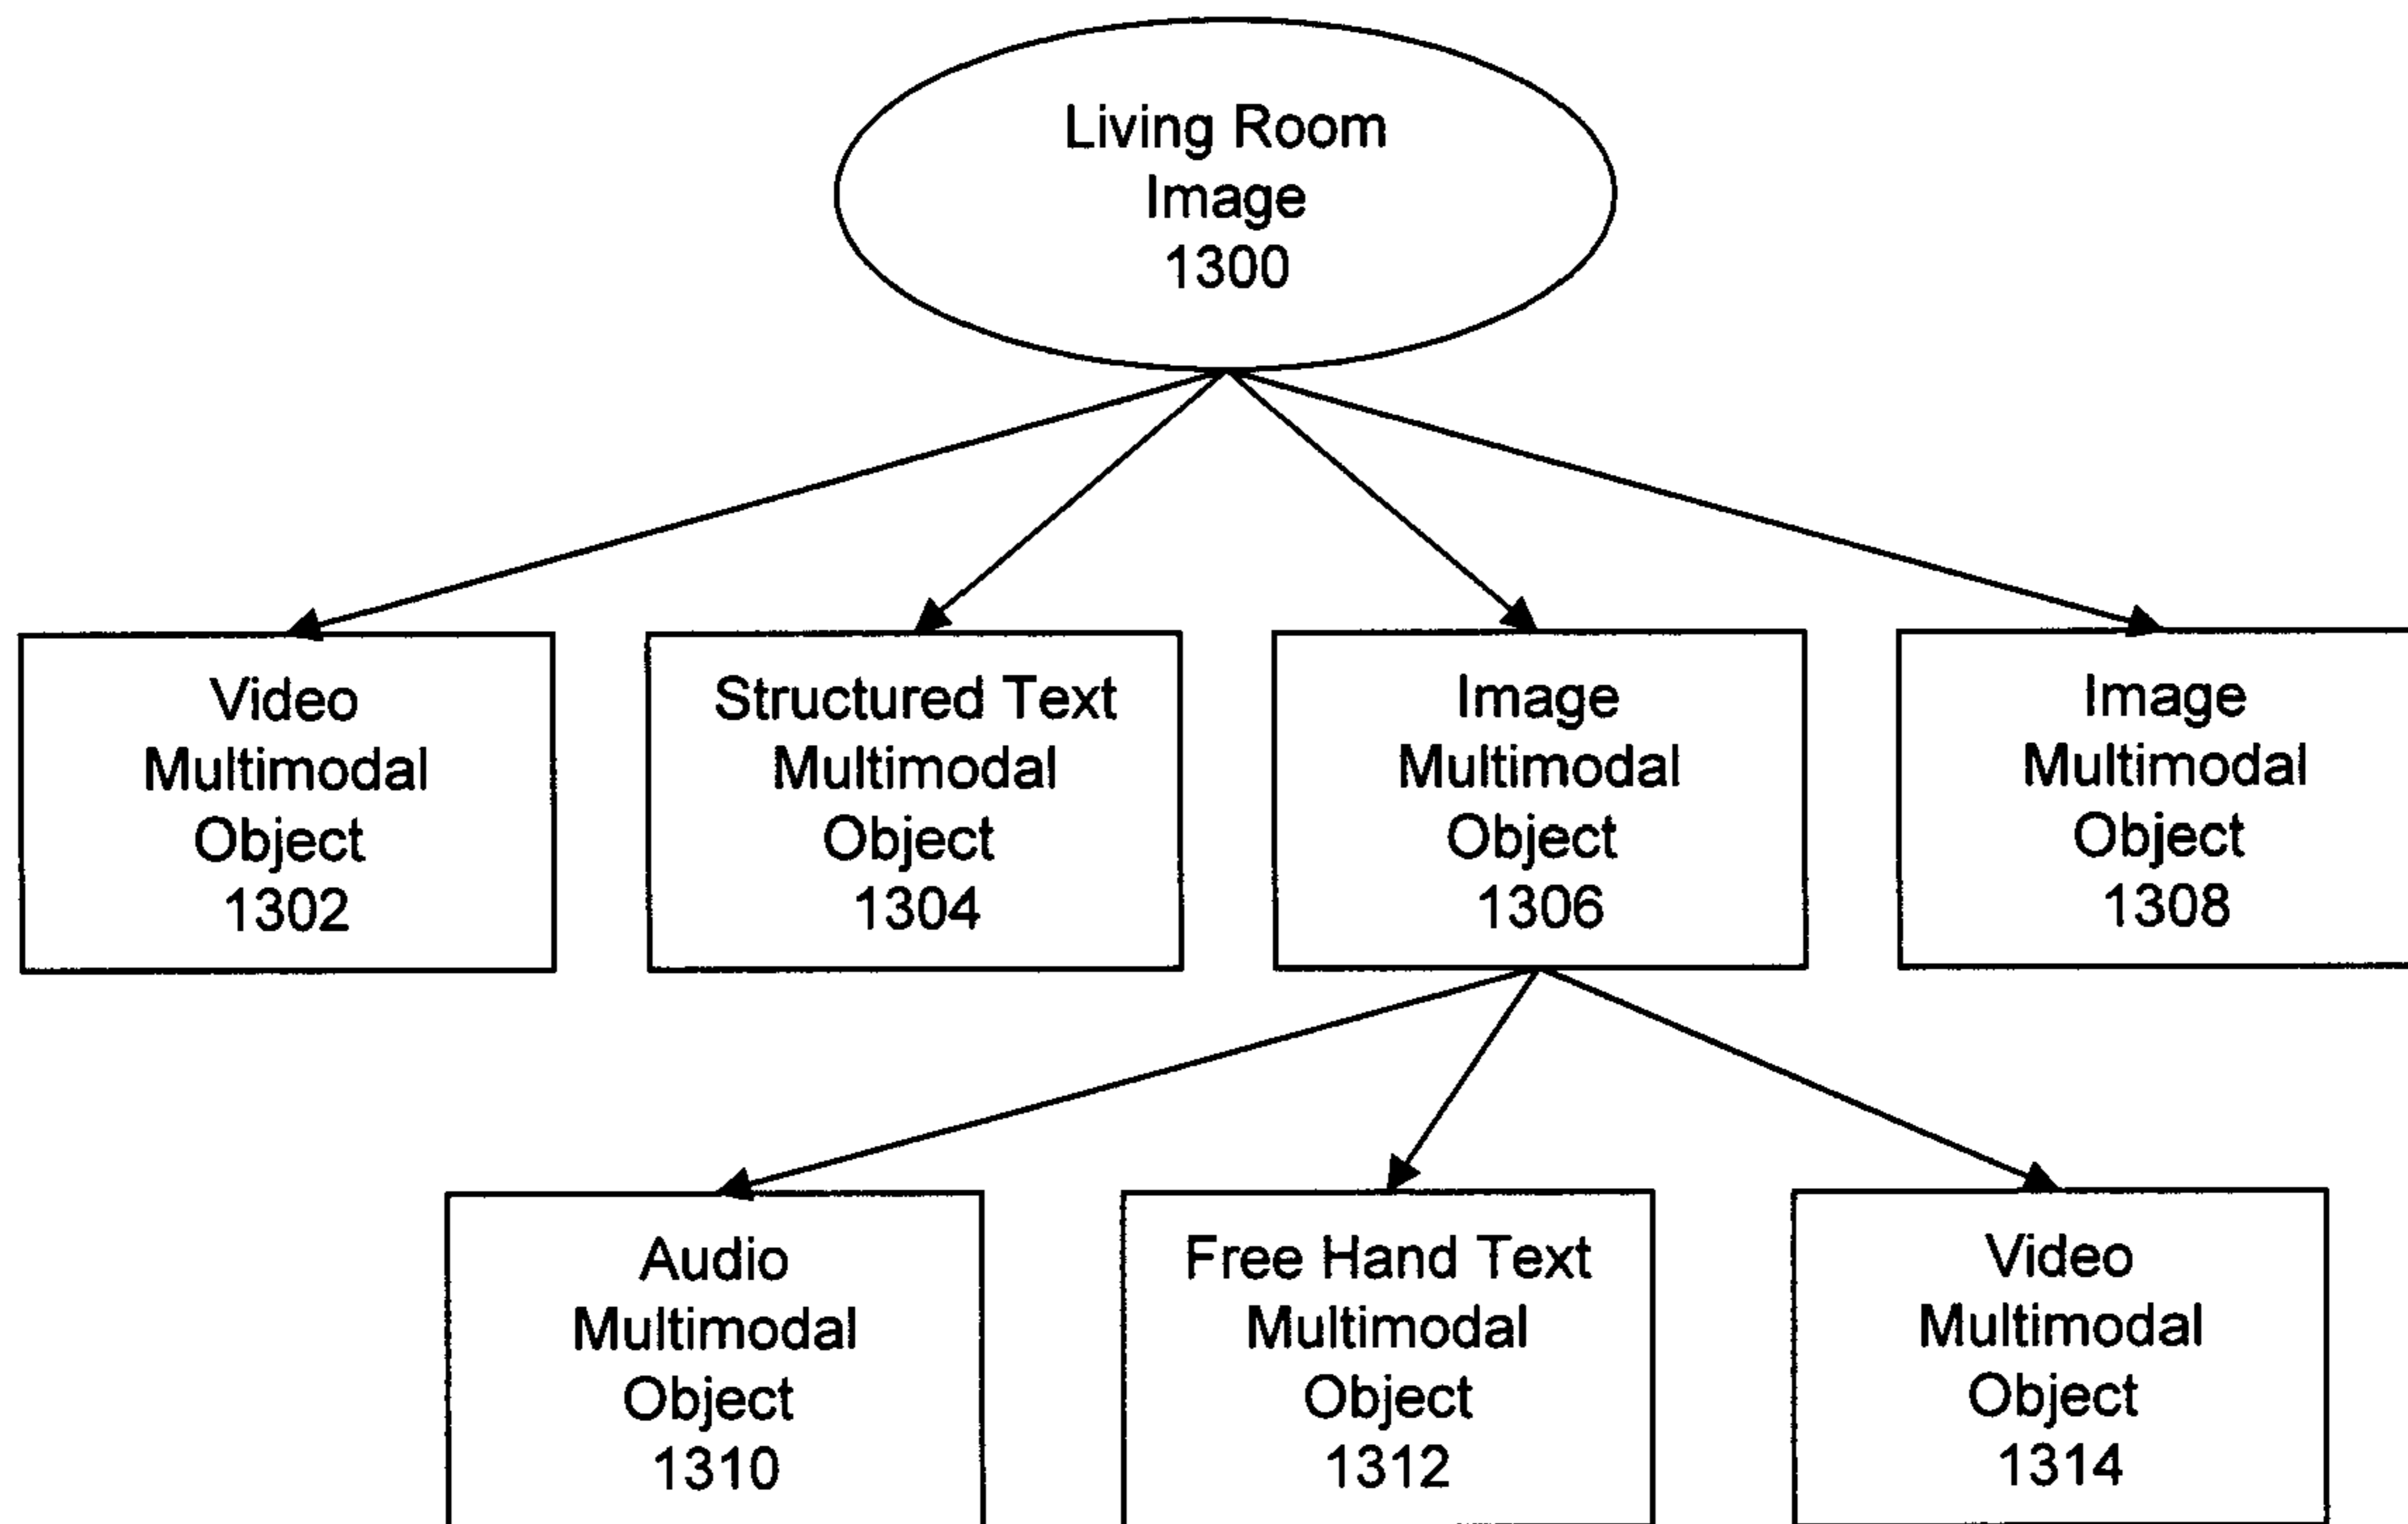 Living Room
Image
1300
Video
Multimodal
Object
1302
Structured Text
Multimodal
Object
1304
Image
Multimodal
Object
1306
Image
Multimodal
Object
1308
Audio
Multimodal
Object
1310
Free Hand Text
Multimodal
Object
1312
Video
Multimodal
Object
1314